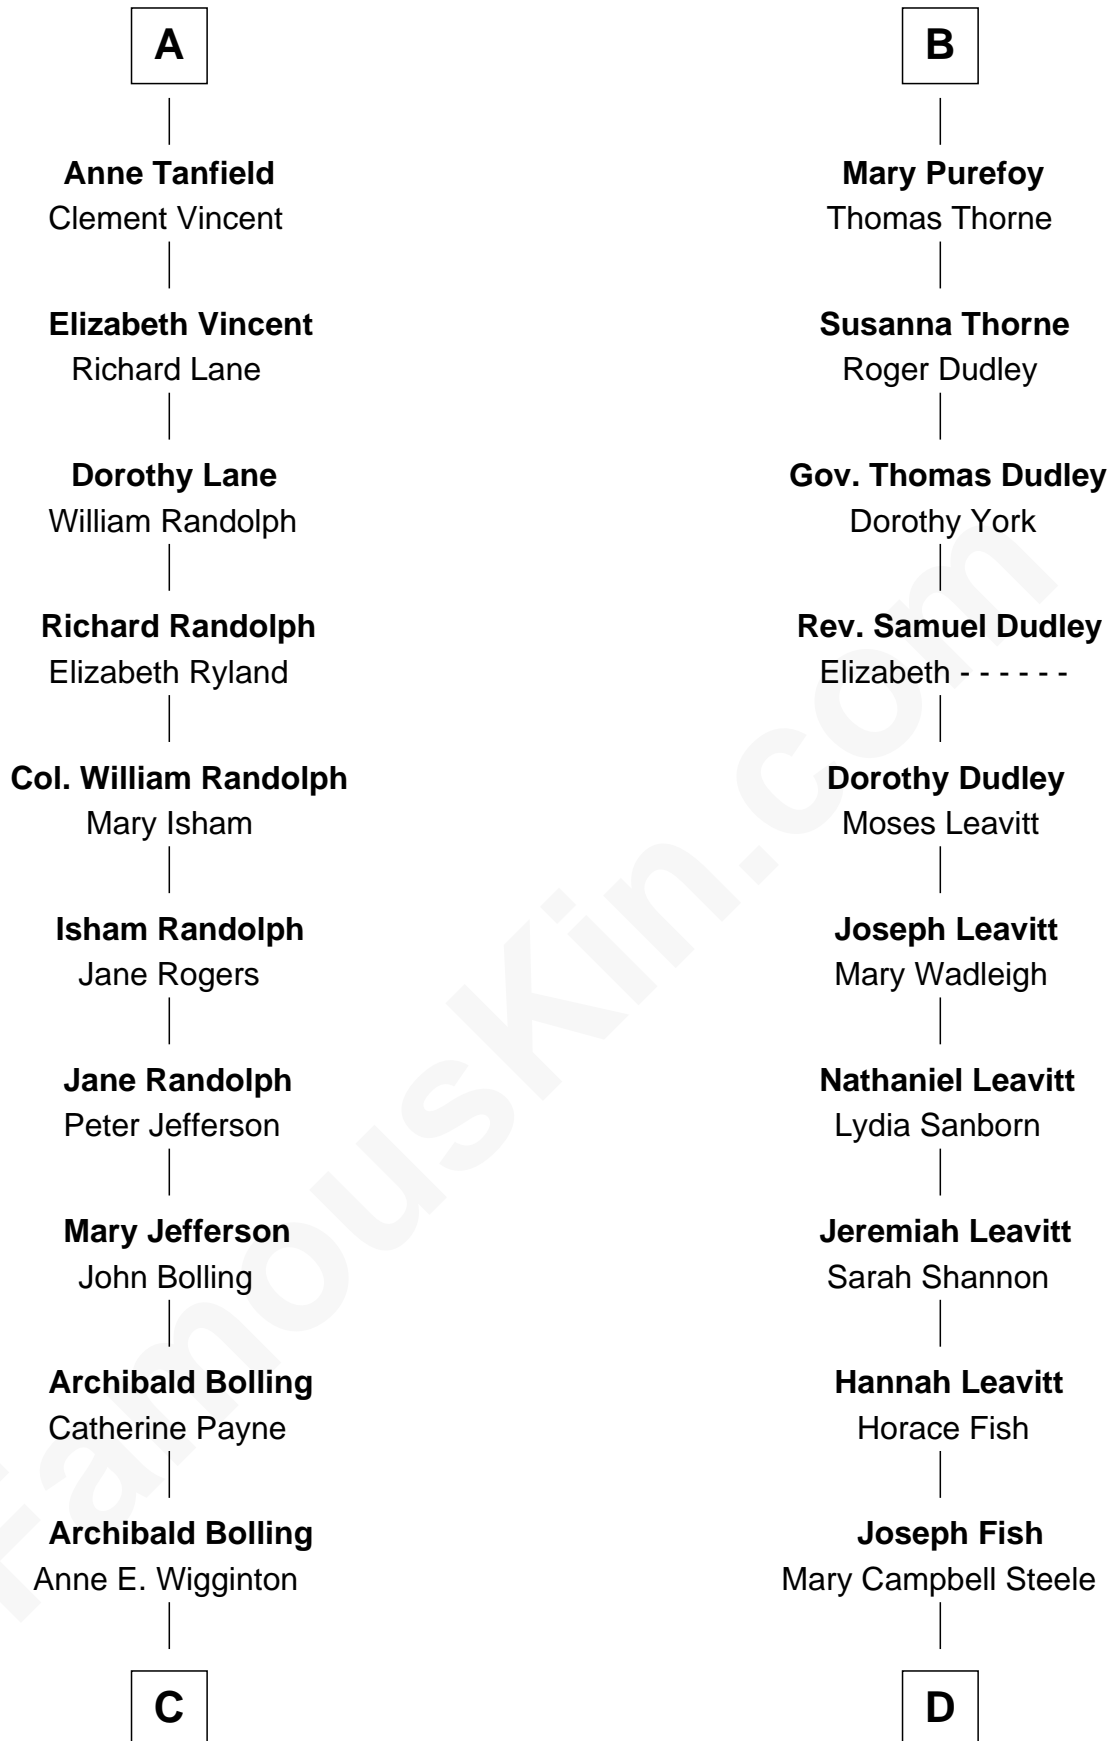 A
Anne Tanfield
Clement Vincent
Elizabeth Vincent
Richard Lane
Dorothy Lane
William Randolph
Richard Randolph
Elizabeth Ryland
Col. William Randolph
Mary Isham
Isham Randolph
Jane Rogers
Jane Randolph
Peter Jefferson
Mary Jefferson
John Bolling
Archibald Bolling
Catherine Payne
Archibald Bolling
Anne E. Wigginton
C
B
Mary Purefoy
Thomas Thorne
Susanna Thorne
Roger Dudley
Gov. Thomas Dudley
Dorothy York
Rev. Samuel Dudley
Elizabeth - - - - - -
Dorothy Dudley
Moses Leavitt
Joseph Leavitt
Mary Wadleigh
Nathaniel Leavitt
Lydia Sanborn
Jeremiah Leavitt
Sarah Shannon
Hannah Leavitt
Horace Fish
Joseph Fish
Mary Campbell Steele
D
FamousKin.com